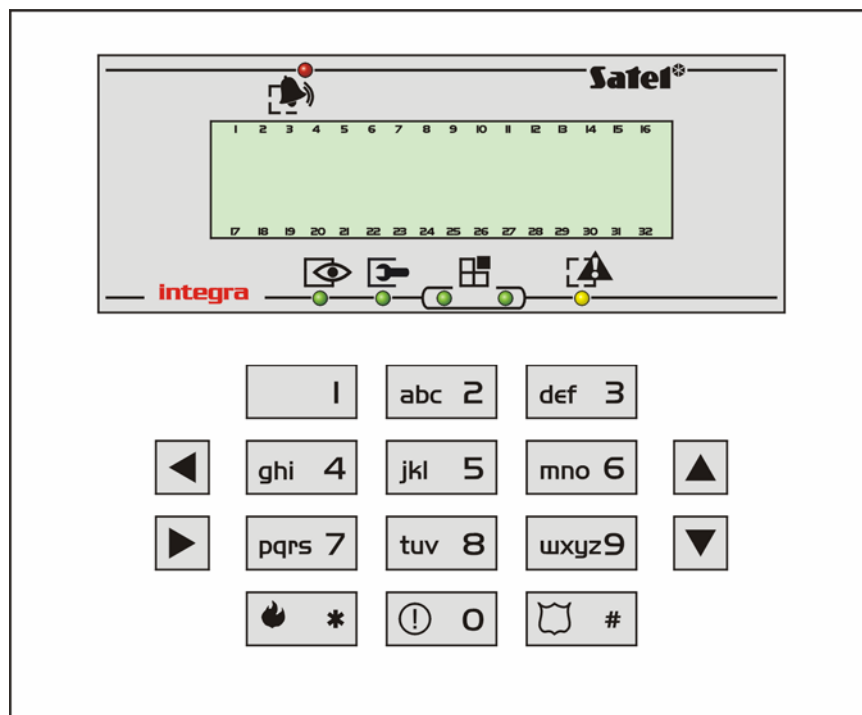 Satel
1 2 3 4 5 6 7 8 9 10 11 12 13 14 15 16
17 18 19 20 21 22 23 24 25 26 27 28 29 30 31 32
integra
1 abc 2 def 3
ghi 4 jkl 5 mno 6
pqrs 7 tuv 8 wxyz 9
* ! 0 #